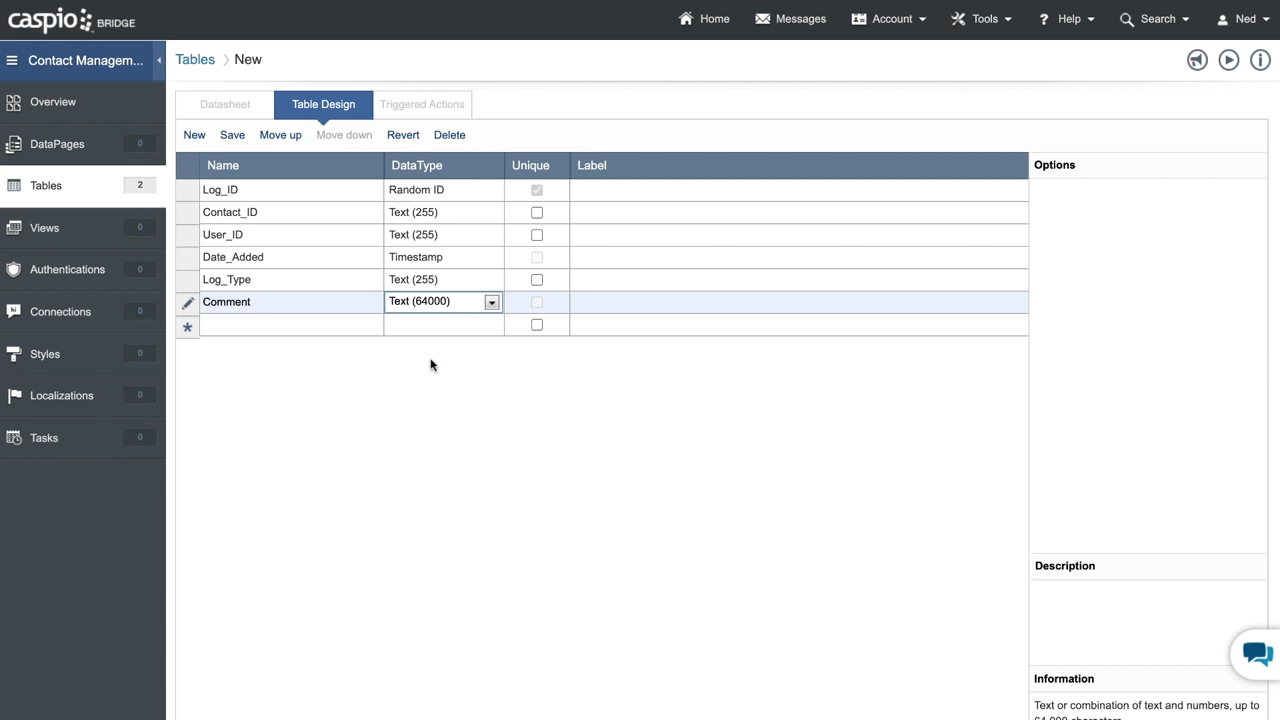 caspio BRIDGE
Home
Messages
Account
Tools
? Help
Search
Ned
Contact Managem...
Tables
New
Overview
DataPages 0
Tables 2
Views 0
Authentications 0
Connections 0
Styles 0
Localizations 0
Tasks 0
Datasheet
Table Design
Triggered Actions
New
Save
Move up
Move down
Revert
Delete
Name DataType Unique Label
Log_ID Random ID
Contact_ID Text (255)
User_ID Text (255)
Date_Added Timestamp
Log_Type Text (255)
Comment Text (64000)
*
Options
Description
Information
Text or combination of text and numbers, up to
64,000 characters.